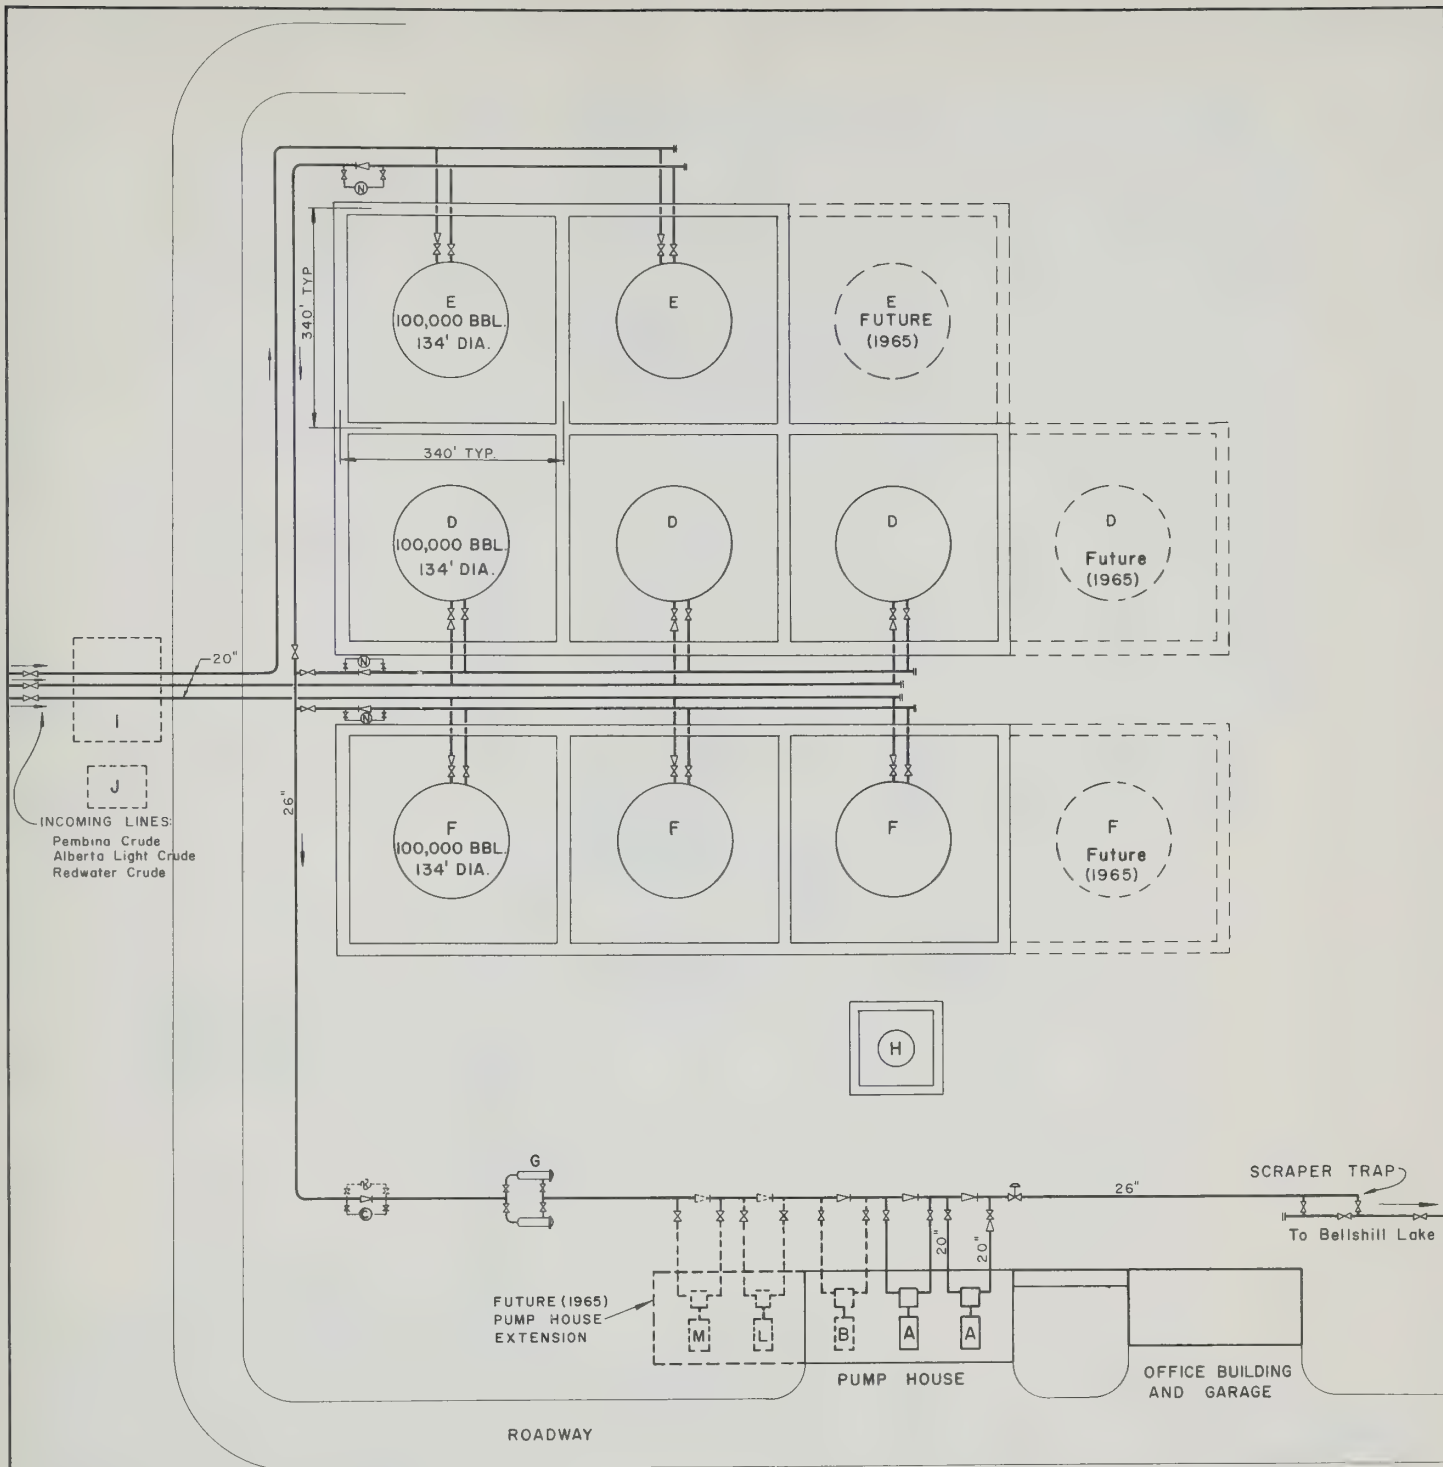 N
E
100,000 BBL.
134' DIA.
E
E
FUTURE
(1965)
340' TYP
340' TYP.
D
100,000 BBL.
134' DIA.
D
D
D
Future
(1965)
20"
N
I
N
J
INCOMING LINES:
Pembina Crude
Alberta Light Crude
Redwater Crude
26"
F
100,000 BBL.
134' DIA.
F
F
F
Future
(1965)
H
G
SCRAPER TRAP
26"
To Bellshill Lake
20"
20"
FUTURE (1965)
PUMP HOUSE
EXTENSION
M
L
B
A
A
PUMP HOUSE
OFFICE BUILDING
AND GARAGE
ROADWAY